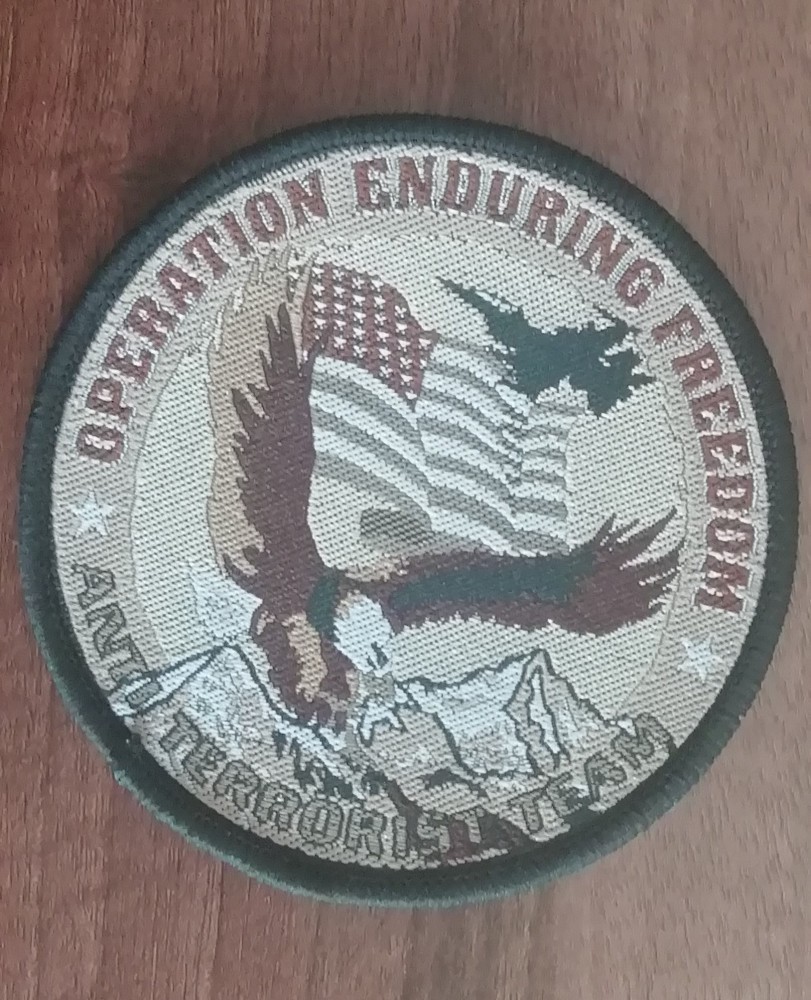 OPERATION ENDURING FREEDOM
ANTI TERRORIST TEAM